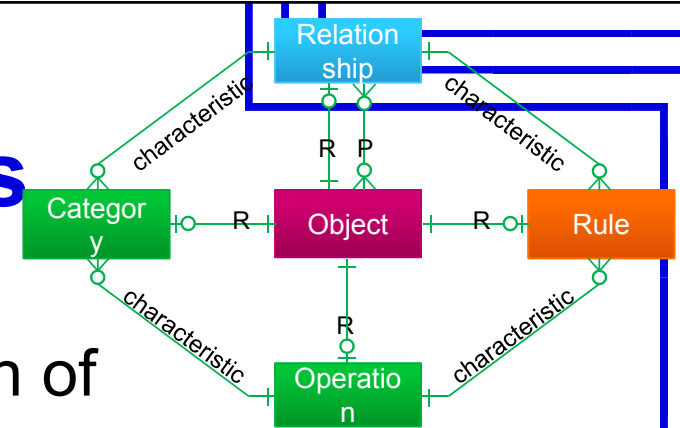 Relation
ship
characteristic
characteristic
R P
s
Categor
y
R
Object
R
Rule
characteristic
R
characteristic
n of
Operatio
n